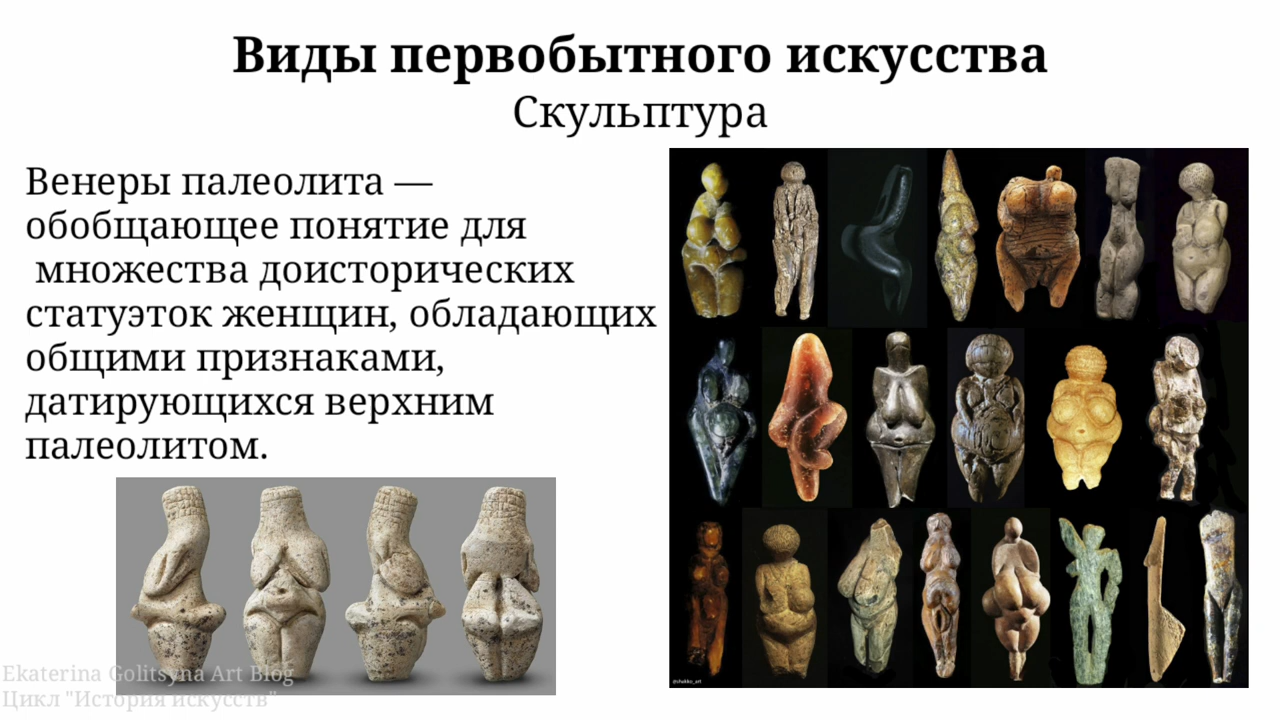 Виды первобытного искусства
Скульптура
Венеры палеолита —
обобщающее понятие для
множества доисторических
статуэток женщин, обладающих
общими признаками,
датирующихся верхним
палеолитом.
Ekaterina Golitsyna Art Blog
Цикл "История искусств"
@shakko_art